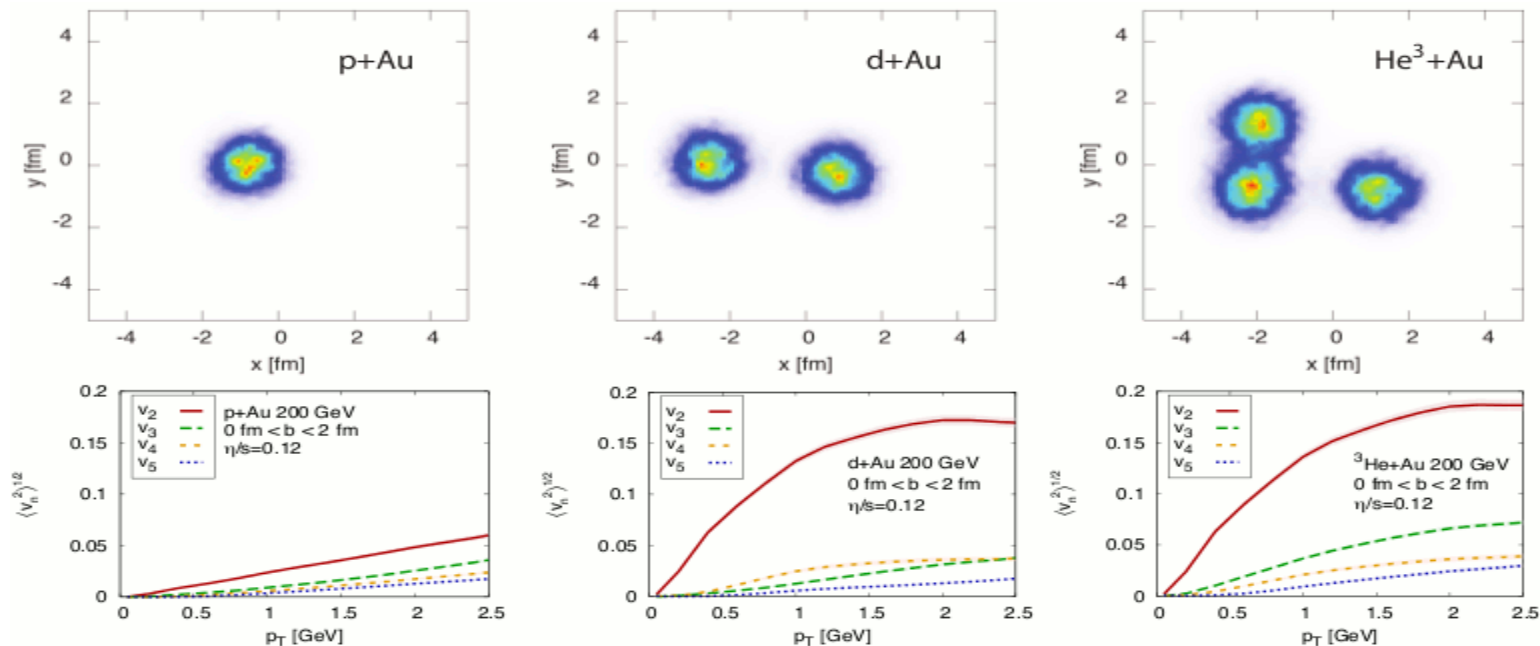 p+Au
4
2
0
-2
-4
y [fm]
-4 -2 0 2 4
x [fm]
d+Au
4
2
0
-2
-4
y [fm]
-4 -2 0 2 4
x [fm]
He³+Au
4
2
0
-2
-4
y [fm]
-4 -2 0 2 4
x [fm]
0.2
0.15
0.1
0.05
0
⟨vₙ²⟩^1/2
v₂
v₃
v₄
v₅
p+Au 200 GeV
0 fm < b < 2 fm
η/s=0.12
0 0.5 1 1.5 2 2.5
p_T [GeV]
0.2
0.15
0.1
0.05
0
⟨vₙ²⟩^1/2
v₂
v₃
v₄
v₅
d+Au 200 GeV
0 fm < b < 2 fm
η/s=0.12
0 0.5 1 1.5 2 2.5
p_T [GeV]
0.2
0.15
0.1
0.05
0
⟨vₙ²⟩^1/2
v₂
v₃
v₄
v₅
³He+Au 200 GeV
0 fm < b < 2 fm
η/s=0.12
0 0.5 1 1.5 2 2.5
p_T [GeV]